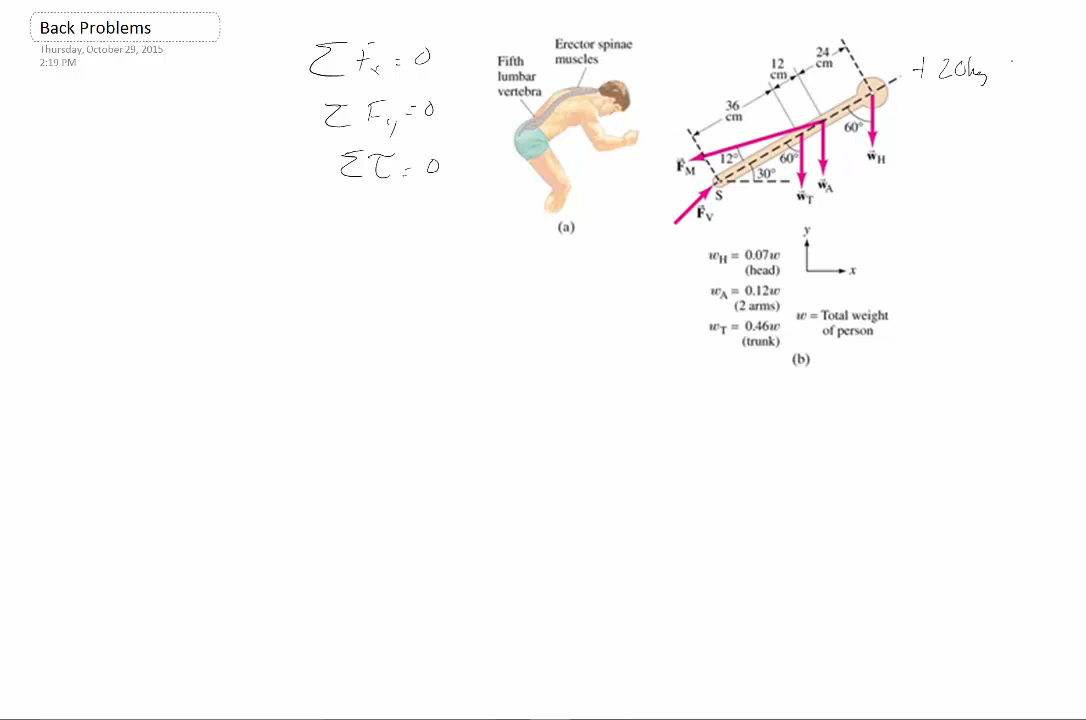 Back Problems
Thursday, October 29, 2015
2:19 PM
Σ Fx = 0
Σ Fy = 0
Στ = 0
Fifth
lumbar
vertebra
Erector spinae
muscles
(a)
24
cm
12
cm
36
cm
+ 20kg
60°
w⃗H
12°
60°
F⃗M
30°
w⃗A
S
w⃗T
F⃗V
y
x
wH = 0.07w
(head)
wA = 0.12w
(2 arms)
wT = 0.46w
(trunk)
w = Total weight
of person
(b)